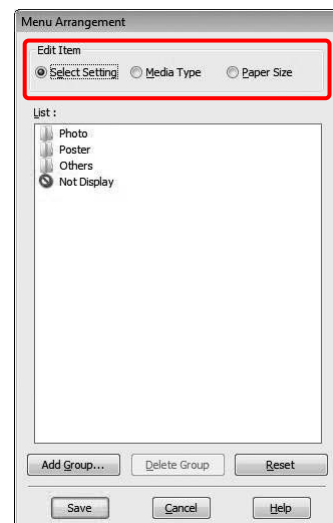 Menu Arrangement
Edit Item
Select Setting Media Type Paper Size
List :
Photo
Poster
Others
Not Display
Add Group... Delete Group Reset
Save Cancel Help